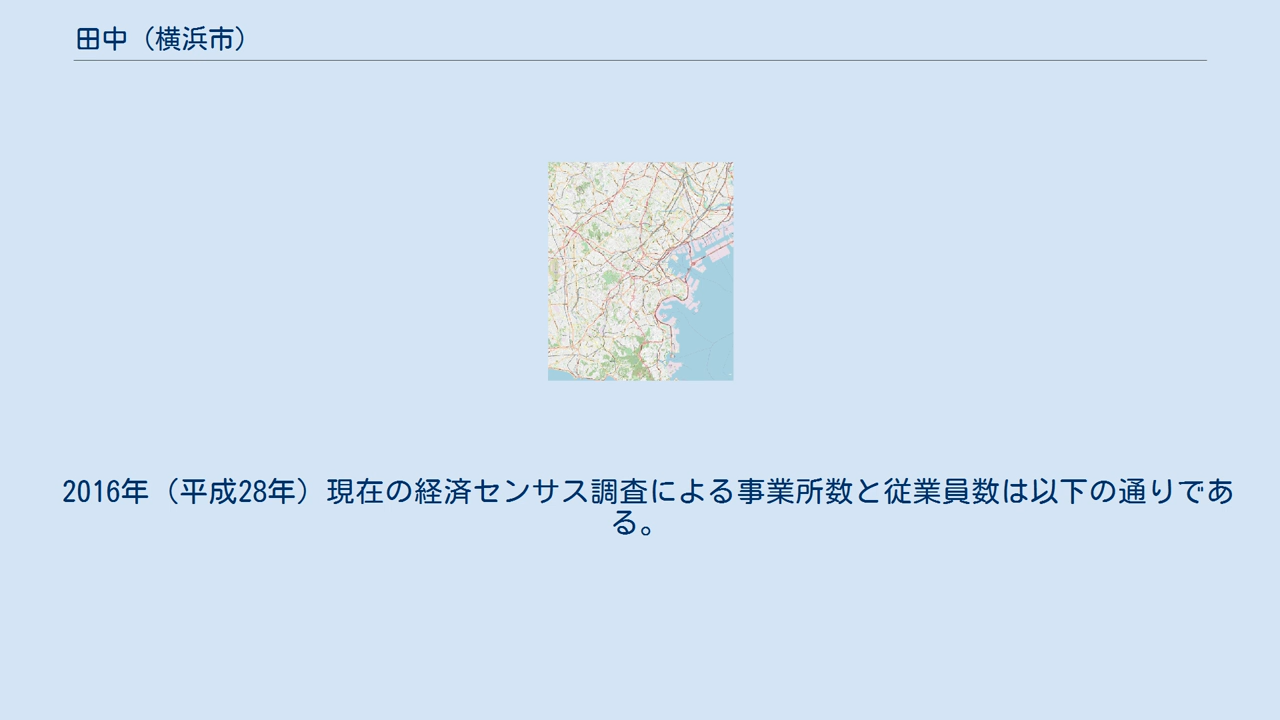 田中（横浜市）
2016年（平成28年）現在の経済センサス調査による事業所数と従業員数は以下の通りであ
る。